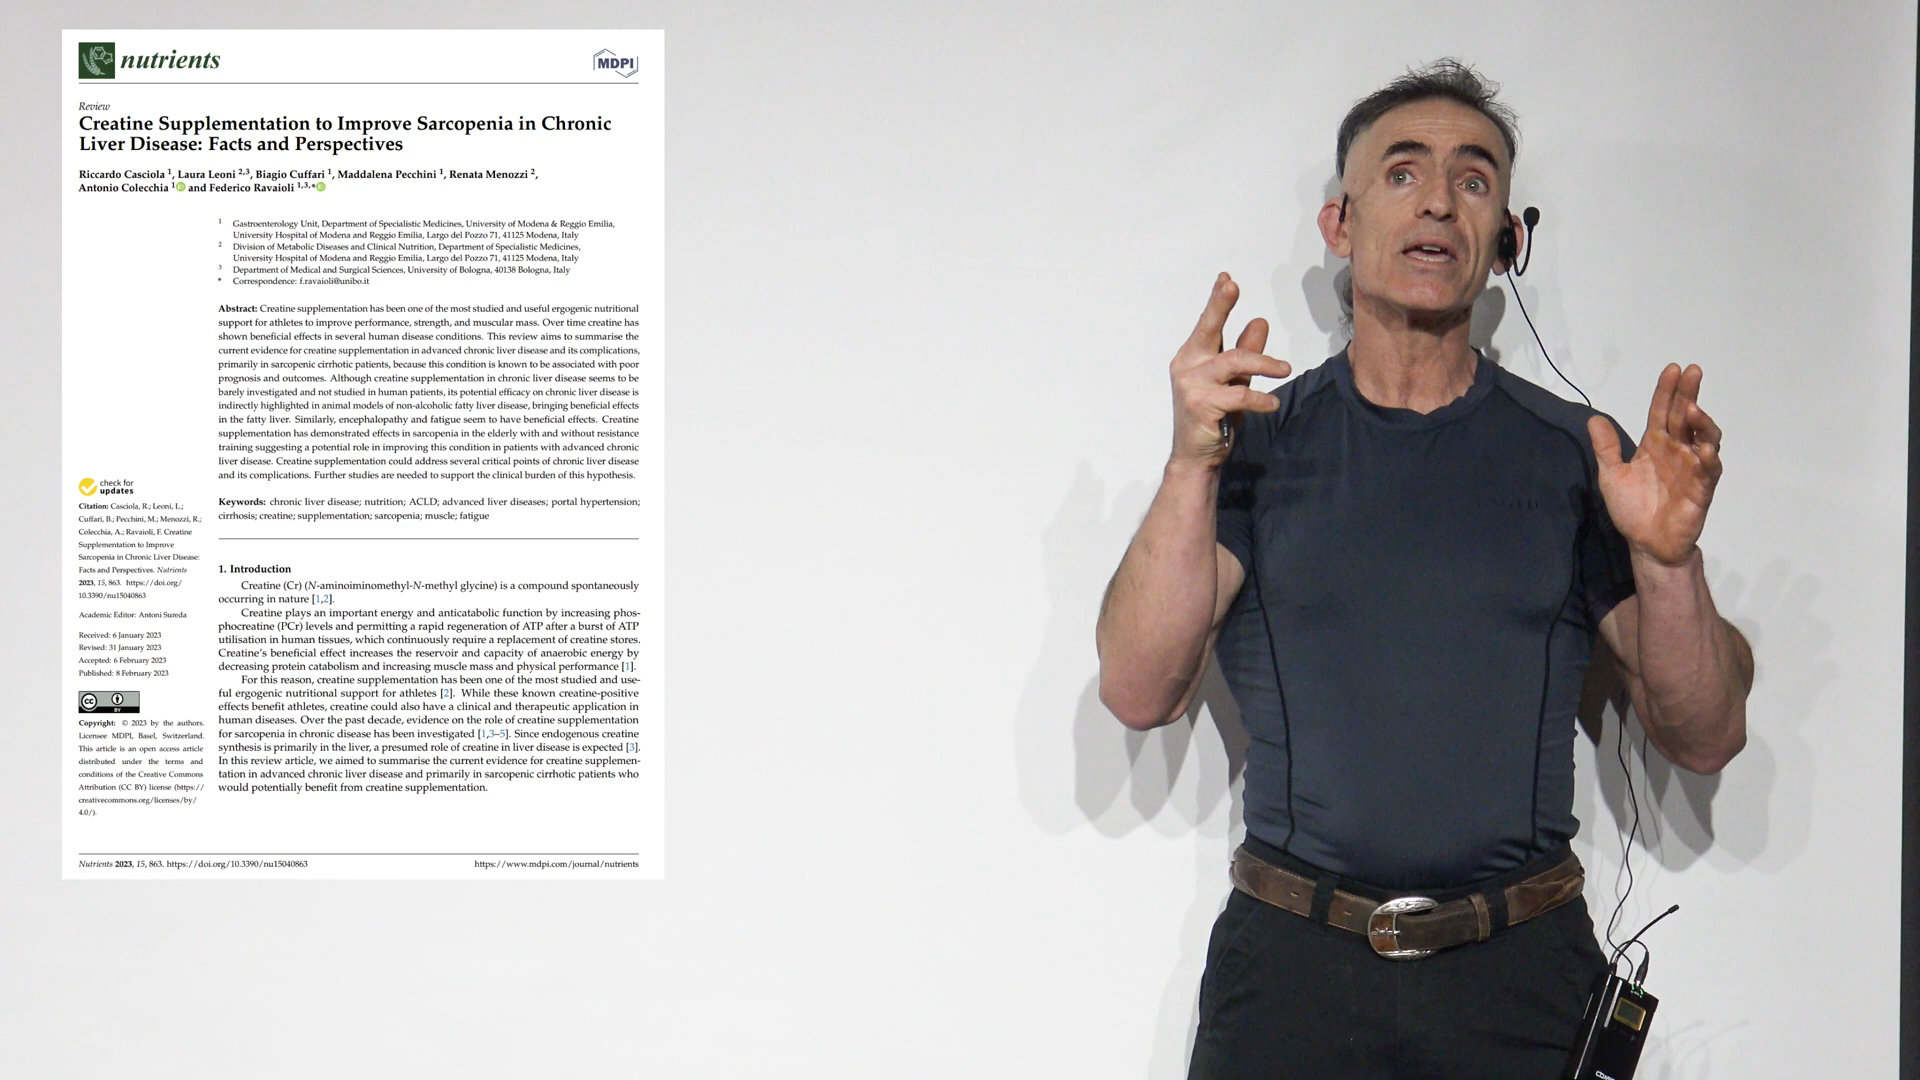 nutrients
MDPI
Review
Creatine Supplementation to Improve Sarcopenia in Chronic
Liver Disease: Facts and Perspectives
Riccardo Casciola 1, Laura Leoni 2,3, Biagio Cuffari 1, Maddalena Pecchini 1, Renata Menozzi 2,
Antonio Colecchia 1 and Federico Ravaioli 1,3,*
1 Gastroenterology Unit, Department of Specialistic Medicines, University of Modena & Reggio Emilia,
University Hospital of Modena and Reggio Emilia, Largo del Pozzo 71, 41125 Modena, Italy
2 Division of Metabolic Diseases and Clinical Nutrition, Department of Specialistic Medicines,
University Hospital of Modena and Reggio Emilia, Largo del Pozzo 71, 41125 Modena, Italy
3 Department of Medical and Surgical Sciences, University of Bologna, 40138 Bologna, Italy
* Correspondence: f.ravaioli@unibo.it
Abstract: Creatine supplementation has been one of the most studied and useful ergogenic nutritional
support for athletes to improve performance, strength, and muscular mass. Over time creatine has
shown beneficial effects in several human disease conditions. This review aims to summarise the
current evidence for creatine supplementation in advanced chronic liver disease and its complications,
primarily in sarcopenic cirrhotic patients, because this condition is known to be associated with poor
prognosis and outcomes. Although creatine supplementation in chronic liver disease seems to be
barely investigated and not studied in human patients, its potential efficacy on chronic liver disease is
indirectly highlighted in animal models of non-alcoholic fatty liver disease, bringing beneficial effects
in the fatty liver. Similarly, encephalopathy and fatigue seem to have beneficial effects. Creatine
supplementation has demonstrated effects in sarcopenia in the elderly with and without resistance
training suggesting a potential role in improving this condition in patients with advanced chronic
liver disease. Creatine supplementation could address several critical points of chronic liver disease
and its complications. Further studies are needed to support the clinical burden of this hypothesis.
Keywords: chronic liver disease; nutrition; ACLD; advanced liver diseases; portal hypertension;
cirrhosis; creatine; supplementation; sarcopenia; muscle; fatigue
check for
updates
Citation: Casciola, R.; Leoni, L.;
Cuffari, B.; Pecchini, M.; Menozzi, R.;
Colecchia, A.; Ravaioli, F. Creatine
Supplementation to Improve
Sarcopenia in Chronic Liver Disease:
Facts and Perspectives. Nutrients
2023, 15, 863. https://doi.org/
10.3390/nu15040863
Academic Editor: Antoni Sureda
Received: 6 January 2023
Revised: 31 January 2023
Accepted: 6 February 2023
Published: 8 February 2023
CC BY
Copyright: © 2023 by the authors.
Licensee MDPI, Basel, Switzerland.
This article is an open access article
distributed under the terms and
conditions of the Creative Commons
Attribution (CC BY) license (https://
creativecommons.org/licenses/by/
4.0/).
1. Introduction
Creatine (Cr) (N-aminoiminomethyl-N-methyl glycine) is a compound spontaneously
occurring in nature [1,2].
Creatine plays an important energy and anticatabolic function by increasing phos-
phocreatine (PCr) levels and permitting a rapid regeneration of ATP after a burst of ATP
utilisation in human tissues, which continuously require a replacement of creatine stores.
Creatine's beneficial effect increases the reservoir and capacity of anaerobic energy by
decreasing protein catabolism and increasing muscle mass and physical performance [1].
For this reason, creatine supplementation has been one of the most studied and use-
ful ergogenic nutritional support for athletes [2]. While these known creatine-positive
effects benefit athletes, creatine could also have a clinical and therapeutic application in
human diseases. Over the past decade, evidence on the role of creatine supplementation
for sarcopenia in chronic disease has been investigated [1,3–5]. Since endogenous creatine
synthesis is primarily in the liver, a presumed role of creatine in liver disease is expected [3].
In this review article, we aimed to summarise the current evidence for creatine supplemen-
tation in advanced chronic liver disease and primarily in sarcopenic cirrhotic patients who
would potentially benefit from creatine supplementation.
Nutrients 2023, 15, 863. https://doi.org/10.3390/nu15040863
https://www.mdpi.com/journal/nutrients